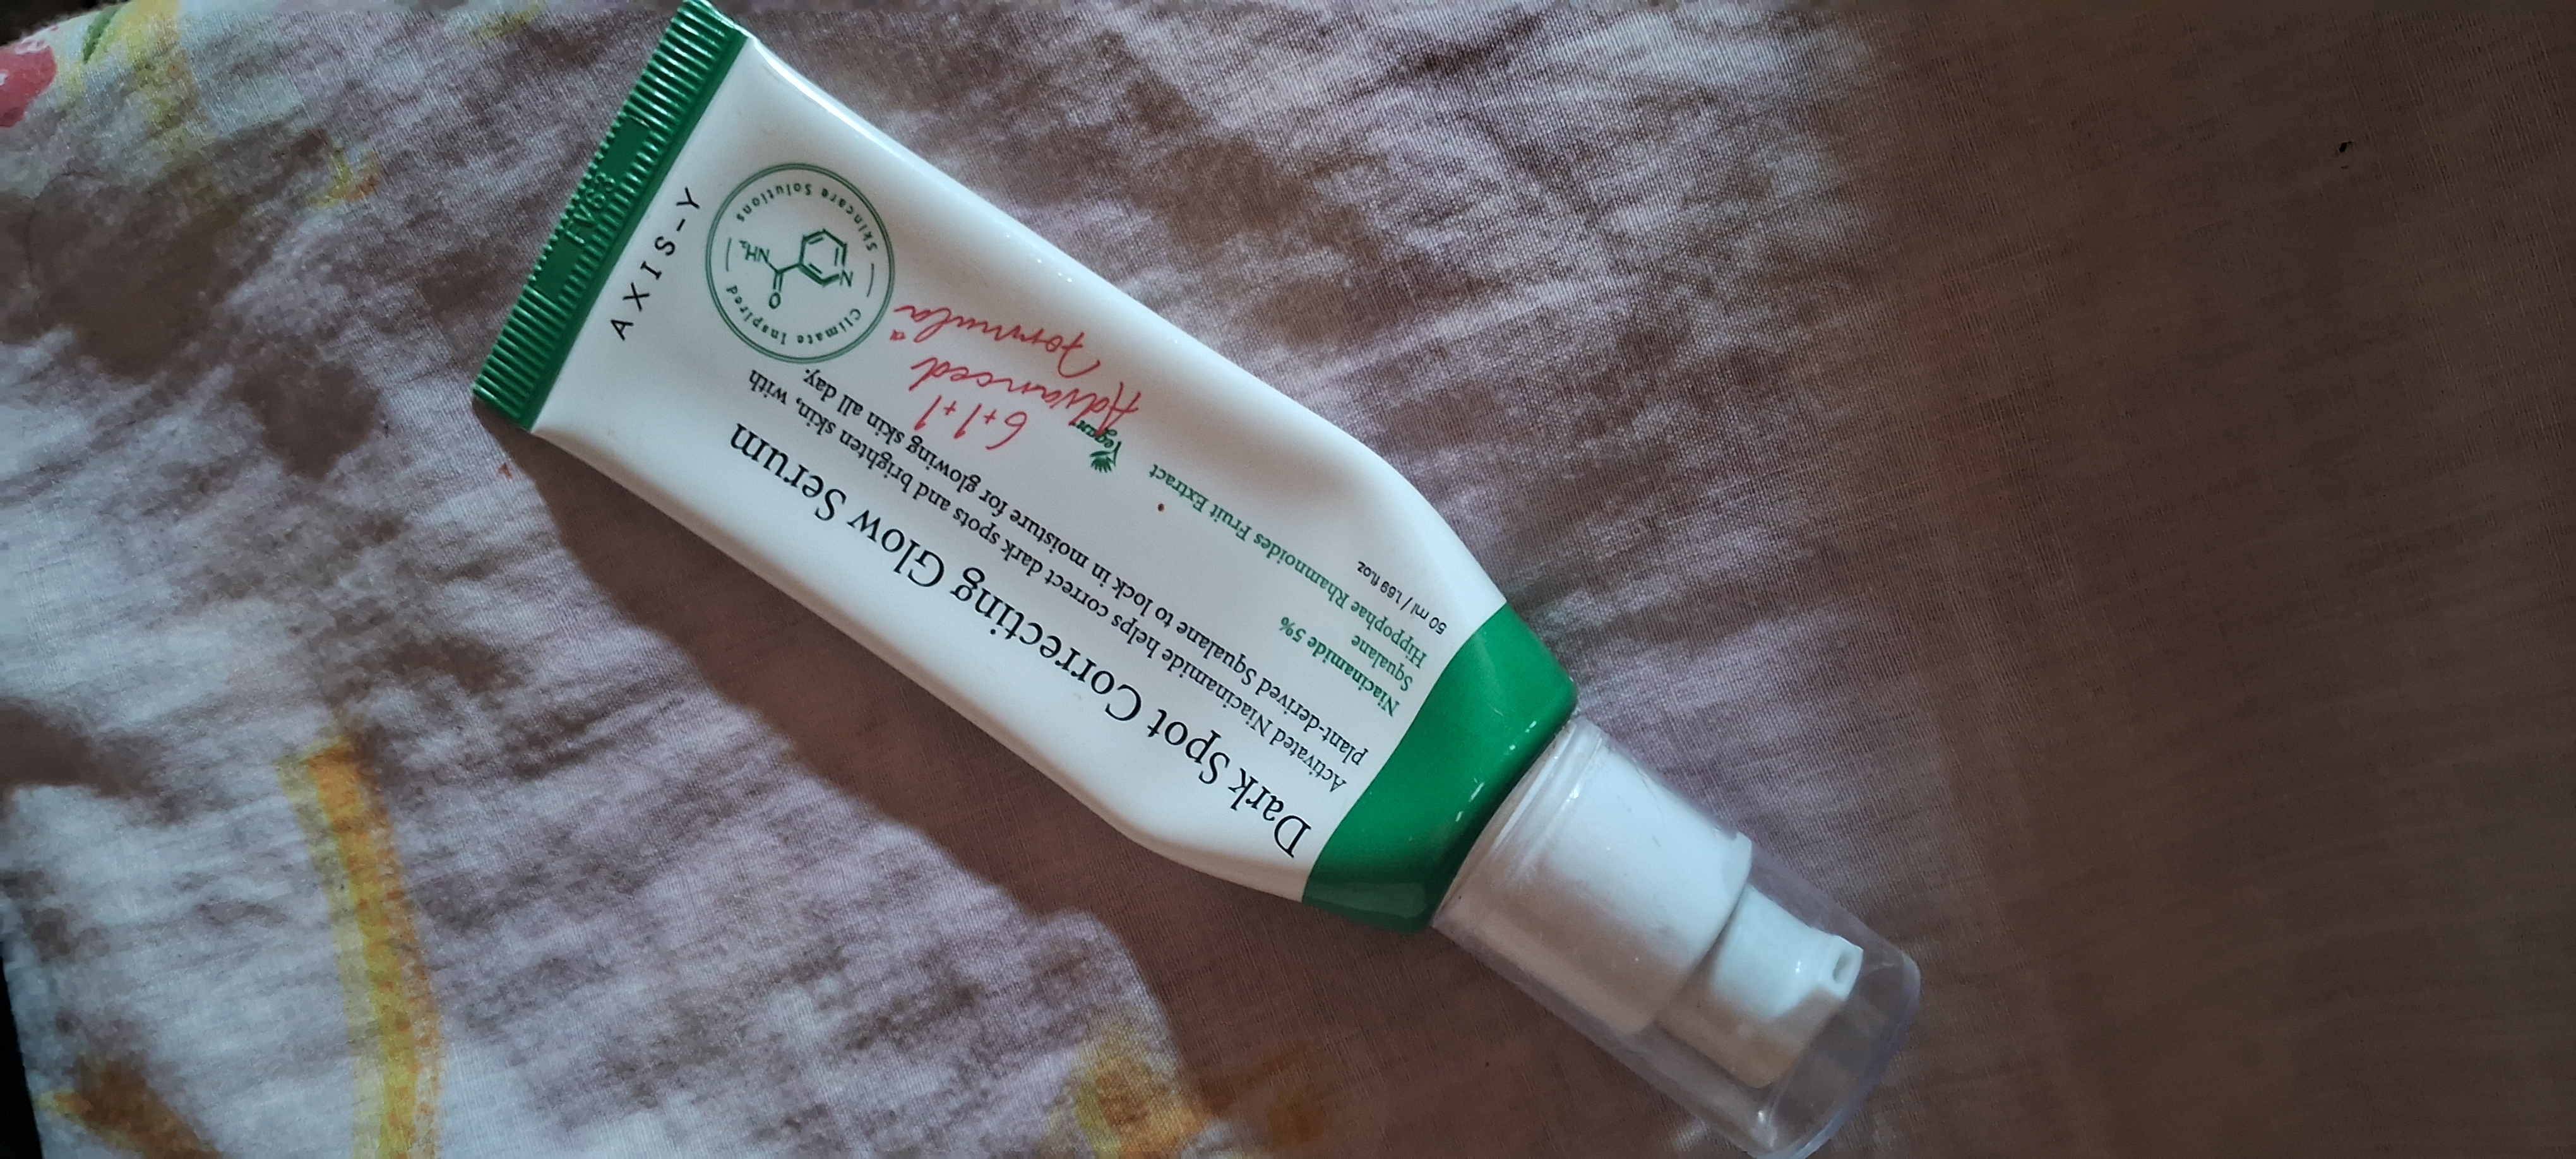 Dark Spot Correcting Glow Serum
Activated Niacinamide helps correct dark spots and brighten skin, with
plant-derived Squalane to lock in moisture for glowing skin all day.
Niacinamide 5%
Squalane
Hippophae Rhamnoides Fruit Extract
50 ml / 1.69 fl.oz.
Vegan
6+1+1
Advanced
Formula
α
Climate Inspired
Skincare Solutions
O
NH₂
N
AXIS-Y